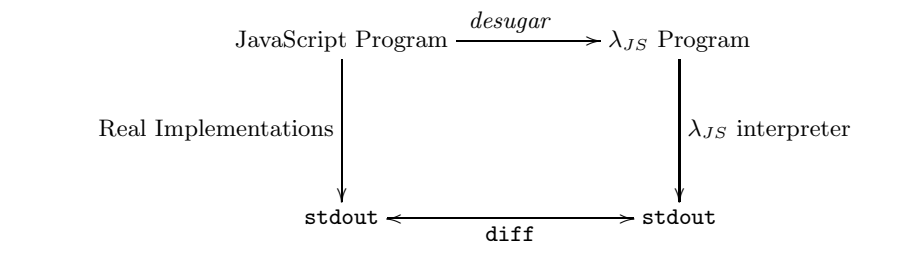 desugar
JavaScript Program
λJS Program
Real Implementations
λJS interpreter
stdout
stdout
diff